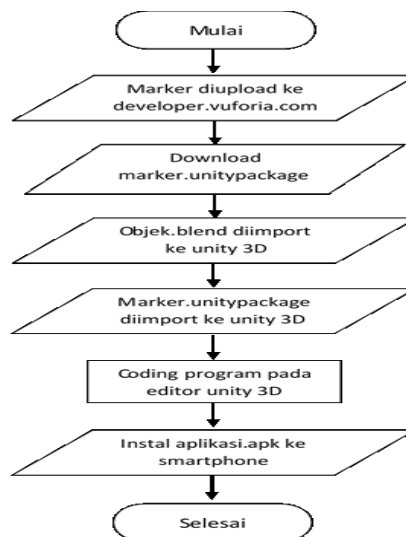 Mulai
Marker diupload ke
developer.vuforia.com
Download
marker.unitypackage
Objek.blend diimport
ke unity 3D
Marker.unitypackage
diimport ke unity 3D
Coding program pada
editor unity 3D
Instal aplikasi.apk ke
smartphone
Selesai